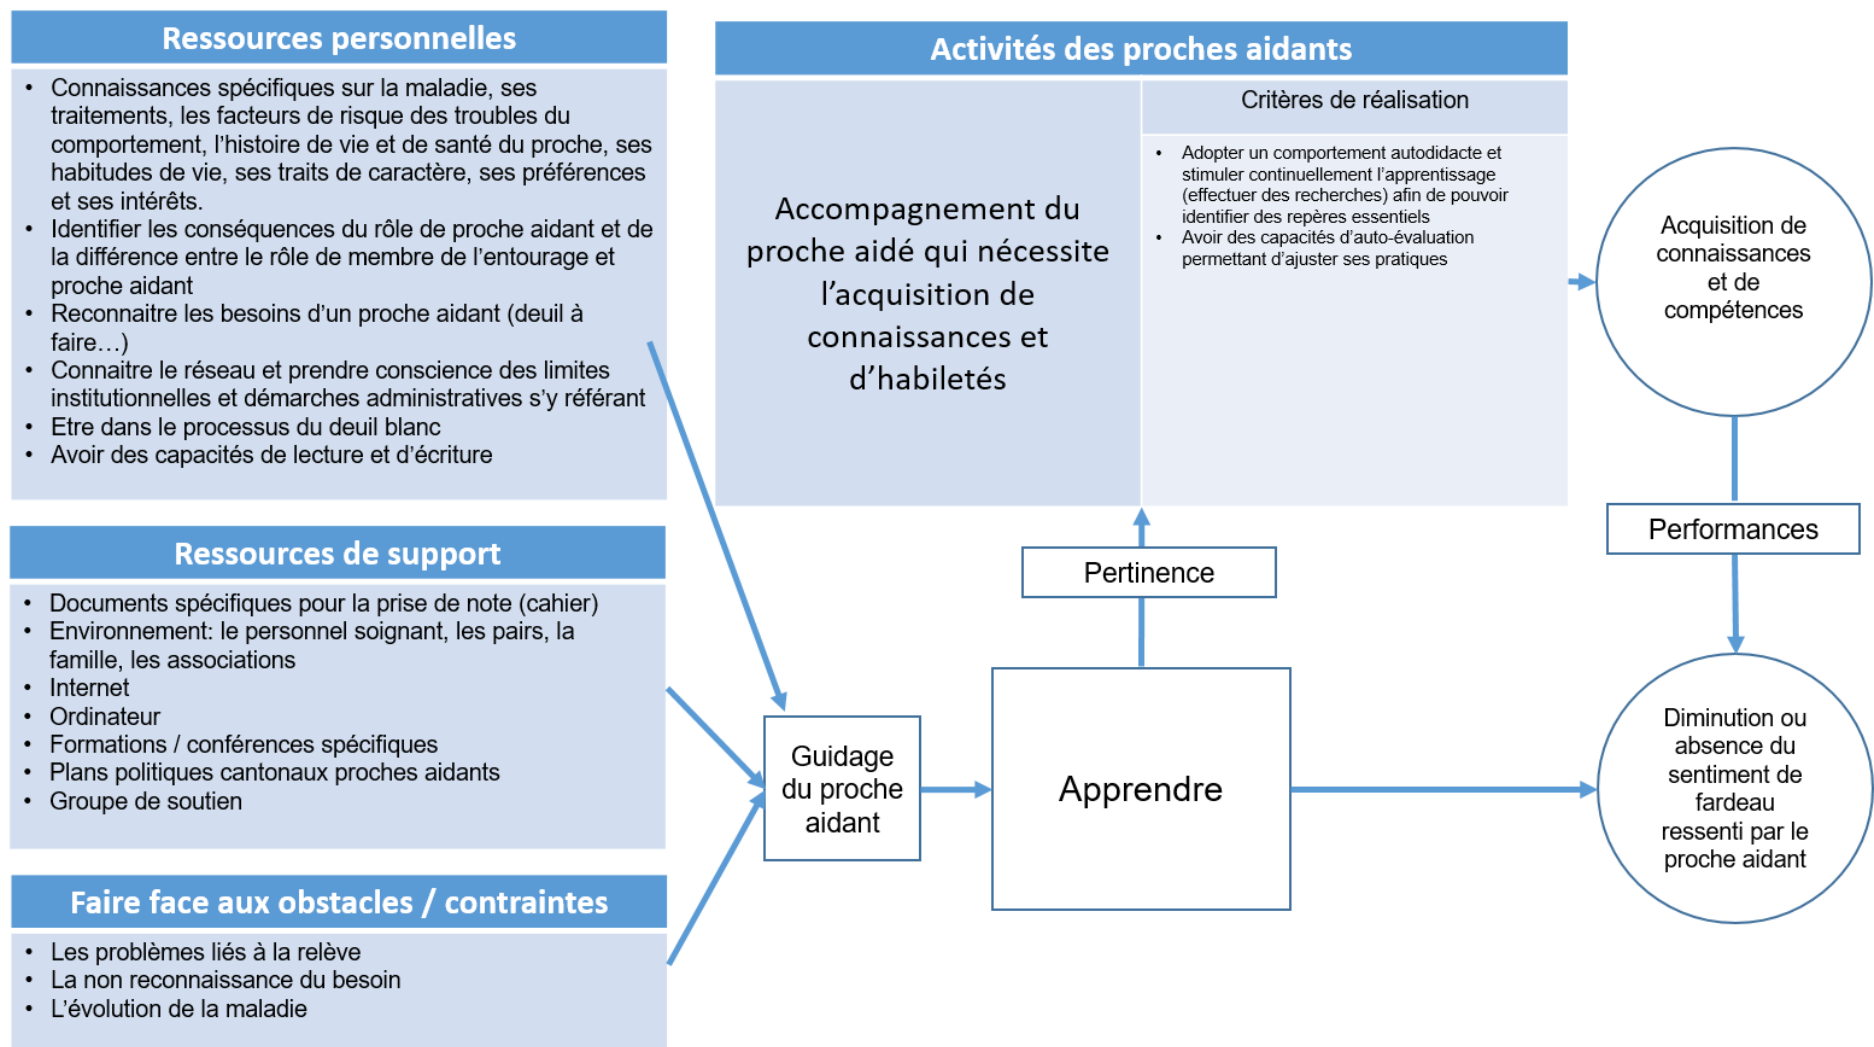 Ressources personnelles
• Connaissances spécifiques sur la maladie, ses
traitements, les facteurs de risque des troubles du
comportement, l'histoire de vie et de santé du proche, ses
habitudes de vie, ses traits de caractère, ses préférences
et ses intérêts.
• Identifier les conséquences du rôle de proche aidant et de
la différence entre le rôle de membre de l'entourage et
proche aidant
• Reconnaitre les besoins d'un proche aidant (deuil à
faire…)
• Connaitre le réseau et prendre conscience des limites
institutionnelles et démarches administratives s'y référant
• Etre dans le processus du deuil blanc
• Avoir des capacités de lecture et d'écriture
Ressources de support
• Documents spécifiques pour la prise de note (cahier)
• Environnement: le personnel soignant, les pairs, la
famille, les associations
• Internet
• Ordinateur
• Formations / conférences spécifiques
• Plans politiques cantonaux proches aidants
• Groupe de soutien
Faire face aux obstacles / contraintes
• Les problèmes liés à la relève
• La non reconnaissance du besoin
• L'évolution de la maladie
Guidage
du proche
aidant
Apprendre
Pertinence
Activités des proches aidants
Accompagnement du
proche aidé qui nécessite
l'acquisition de
connaissances et
d'habiletés
Critères de réalisation
• Adopter un comportement autodidacte et
stimuler continuellement l'apprentissage
(effectuer des recherches) afin de pouvoir
identifier des repères essentiels
• Avoir des capacités d'auto-évaluation
permettant d'ajuster ses pratiques
Acquisition de
connaissances
et de
compétences
Performances
Diminution ou
absence du
sentiment de
fardeau
ressenti par le
proche aidant